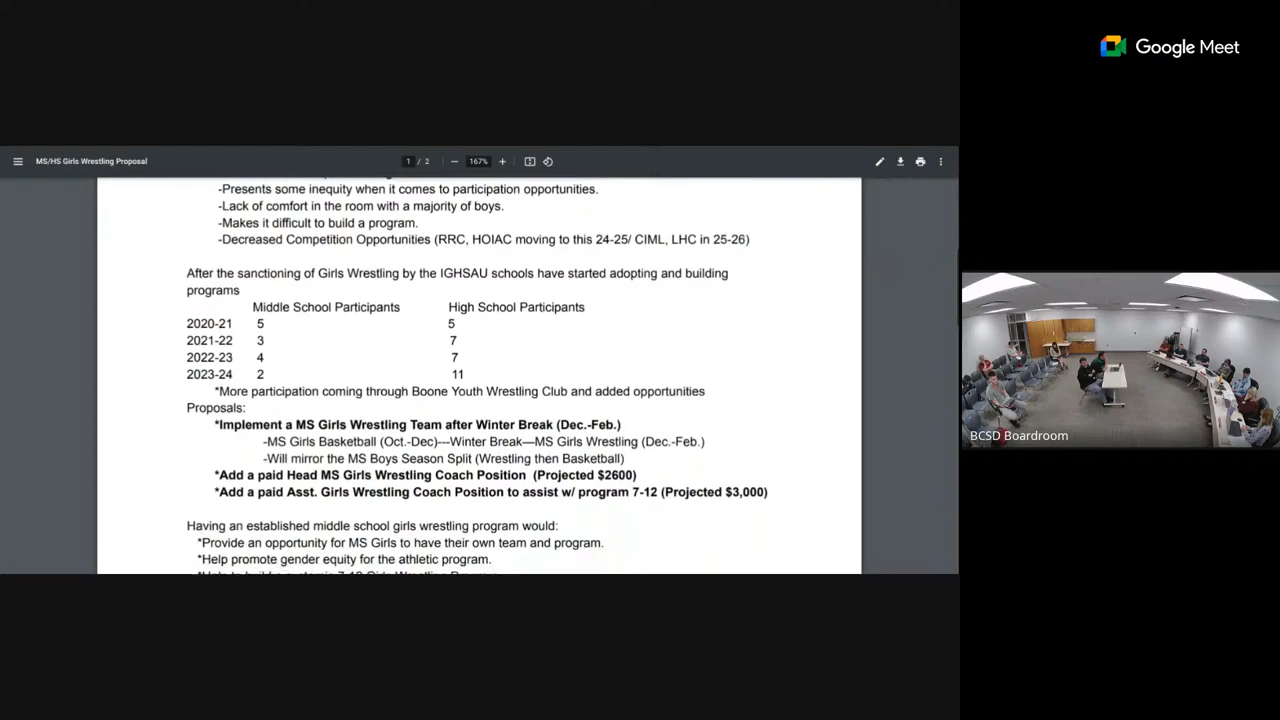 Google Meet
MS/HS Girls Wrestling Proposal
1 / 2
167%
-Presents some inequity when it comes to participation opportunities.
-Lack of comfort in the room with a majority of boys.
-Makes it difficult to build a program.
-Decreased Competition Opportunities (RRC, HOIAC moving to this 24-25/ CIML, LHC in 25-26)
After the sanctioning of Girls Wrestling by the IGHSAU schools have started adopting and building
programs
Middle School Participants High School Participants
2020-21 5 5
2021-22 3 7
2022-23 4 7
2023-24 2 11
*More participation coming through Boone Youth Wrestling Club and added opportunities
Proposals:
*Implement a MS Girls Wrestling Team after Winter Break (Dec.-Feb.)
-MS Girls Basketball (Oct.-Dec)---Winter Break—MS Girls Wrestling (Dec.-Feb.)
-Will mirror the MS Boys Season Split (Wrestling then Basketball)
*Add a paid Head MS Girls Wrestling Coach Position (Projected $2600)
*Add a paid Asst. Girls Wrestling Coach Position to assist w/ program 7-12 (Projected $3,000)
Having an established middle school girls wrestling program would:
*Provide an opportunity for MS Girls to have their own team and program.
*Help promote gender equity for the athletic program.
BCSD Boardroom